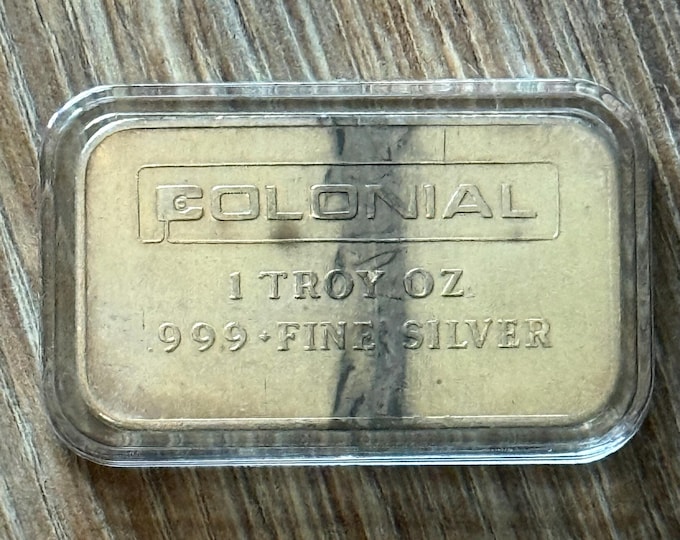 COLONIAL
1 TROY OZ
.999+FINE SILVER